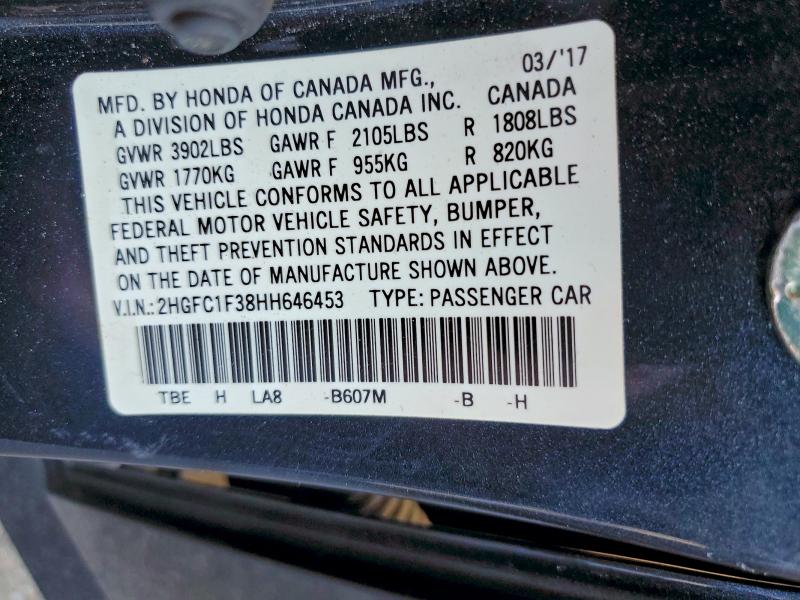 03/'17
MFD. BY HONDA OF CANADA MFG., CANADA
A DIVISION OF HONDA CANADA INC.
GVWR 3902LBS GAWR F 2105LBS R 1808LBS
GVWR 1770KG GAWR F 955KG R 820KG
THIS VEHICLE CONFORMS TO ALL APPLICABLE
FEDERAL MOTOR VEHICLE SAFETY, BUMPER,
AND THEFT PREVENTION STANDARDS IN EFFECT
ON THE DATE OF MANUFACTURE SHOWN ABOVE.
V.I.N.:2HGFC1F38HH646453 TYPE: PASSENGER CAR
TBE H LA8 -B607M -B -H